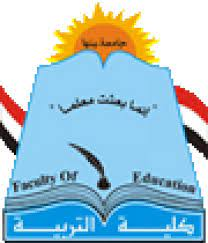 جامعة بنها
" إنما بعثت معلما "
Faculty Of Education
كلية التربية